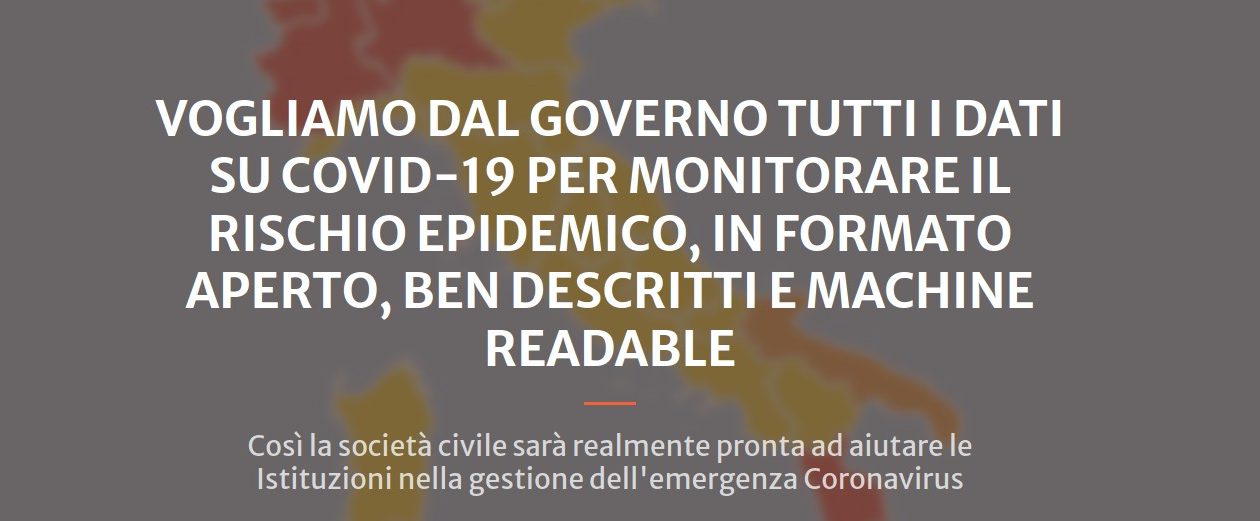 VOGLIAMO DAL GOVERNO TUTTI I DATI
SU COVID-19 PER MONITORARE IL
RISCHIO EPIDEMICO, IN FORMATO
APERTO, BEN DESCRITTI E MACHINE
READABLE
Così la società civile sarà realmente pronta ad aiutare le
Istituzioni nella gestione dell'emergenza Coronavirus